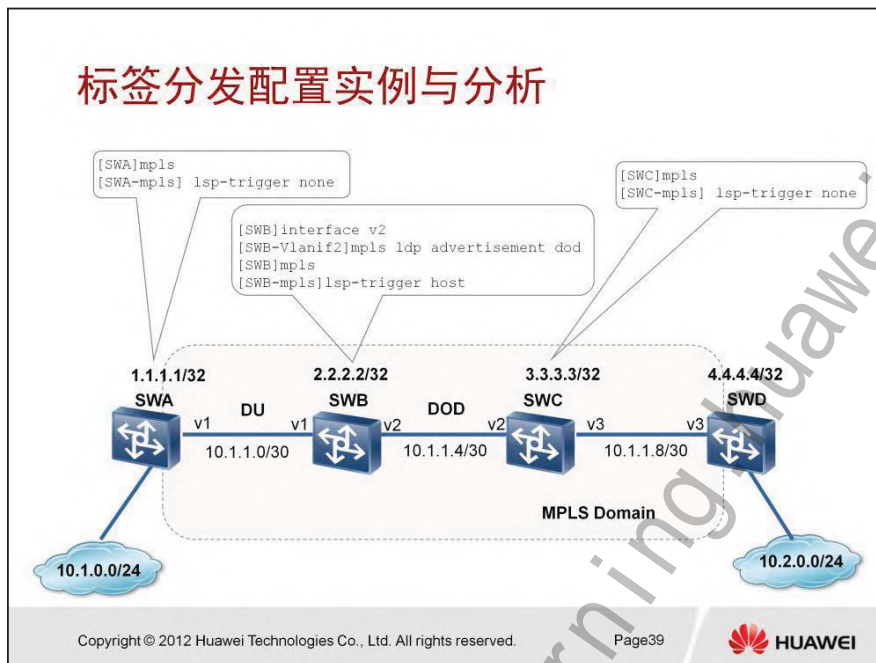 标签分发配置实例与分析
[SWA]mpls
[SWA-mpls] lsp-trigger none
[SWB]interface v2
[SWB-Vlanif2]mpls ldp advertisement dod
[SWB]mpls
[SWB-mpls]lsp-trigger host
[SWC]mpls
[SWC-mpls] lsp-trigger none
1.1.1.1/32
SWA
2.2.2.2/32
SWB
3.3.3.3/32
SWC
4.4.4.4/32
SWD
DU
DOD
v1
v1
v2
v2
v3
v3
10.1.1.0/30
10.1.1.4/30
10.1.1.8/30
MPLS Domain
10.1.0.0/24
10.2.0.0/24
Copyright © 2012 Huawei Technologies Co., Ltd. All rights reserved.
Page39
HUAWEI
rning.huawei.